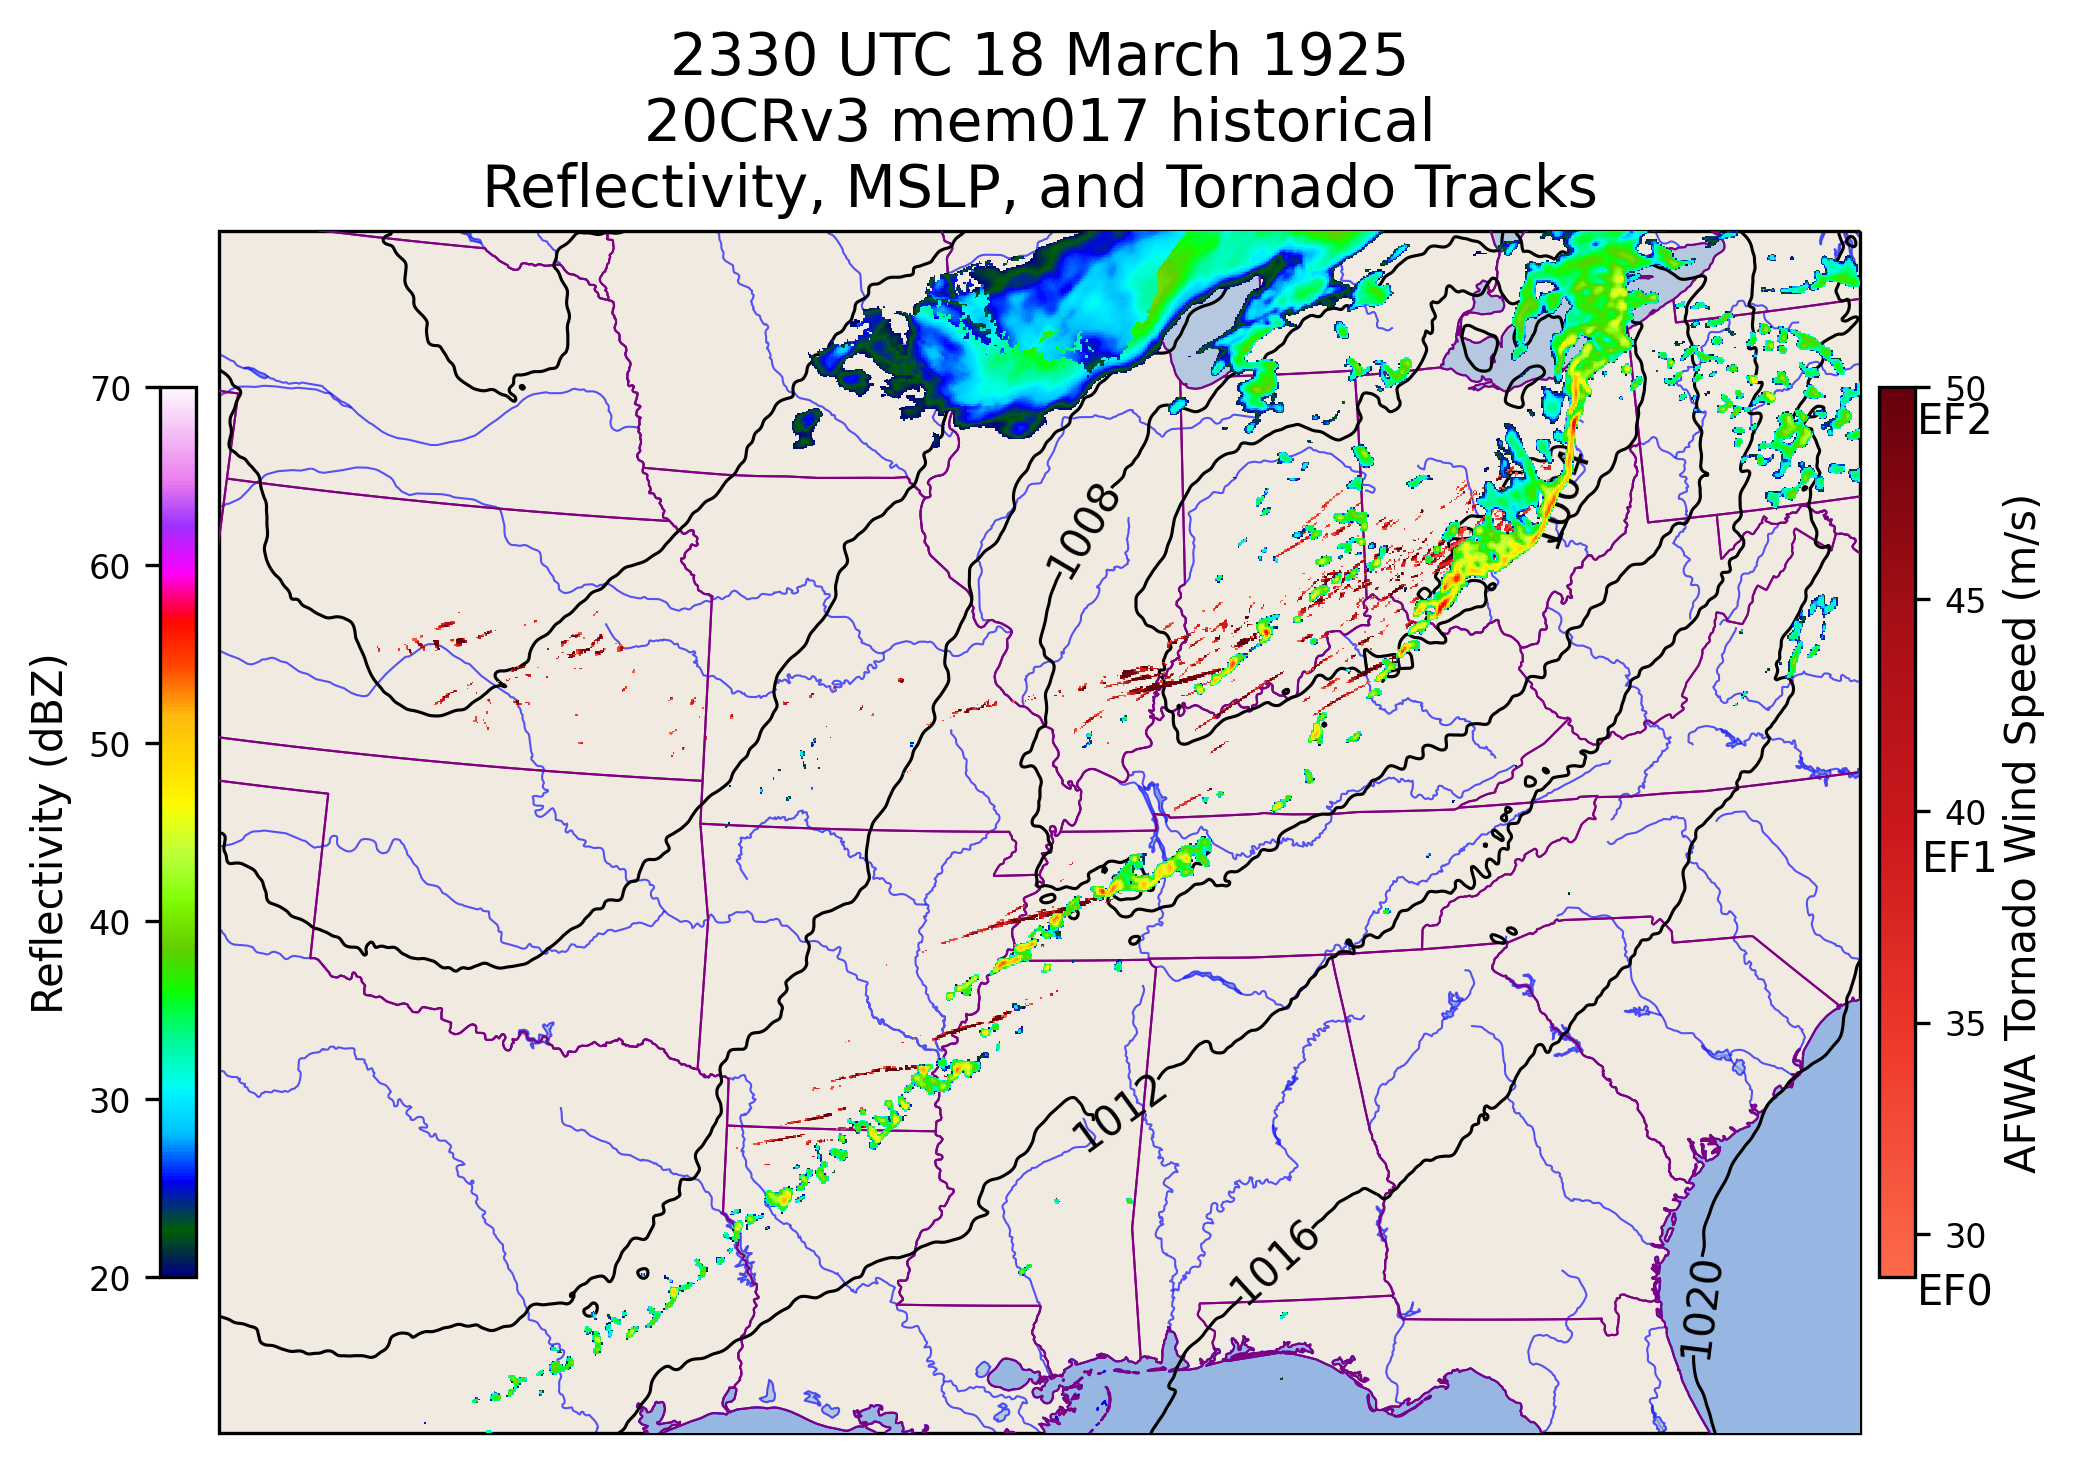 2330 UTC 18 March 1925
20CRv3 mem017 historical
Reflectivity, MSLP, and Tornado Tracks
70
60
50
40
30
20
Reflectivity (dBZ)
1008
1004
1012
1016
1020
50
EF2
45
40
EF1
35
30
EF0
AFWA Tornado Wind Speed (m/s)